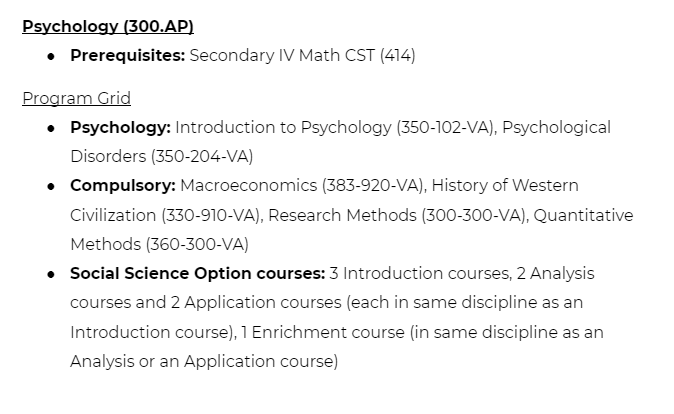 Psychology (300.AP)
● Prerequisites: Secondary IV Math CST (414)
Program Grid
● Psychology: Introduction to Psychology (350-102-VA), Psychological
Disorders (350-204-VA)
● Compulsory: Macroeconomics (383-920-VA), History of Western
Civilization (330-910-VA), Research Methods (300-300-VA), Quantitative
Methods (360-300-VA)
● Social Science Option courses: 3 Introduction courses, 2 Analysis
courses and 2 Application courses (each in same discipline as an
Introduction course), 1 Enrichment course (in same discipline as an
Analysis or an Application course)